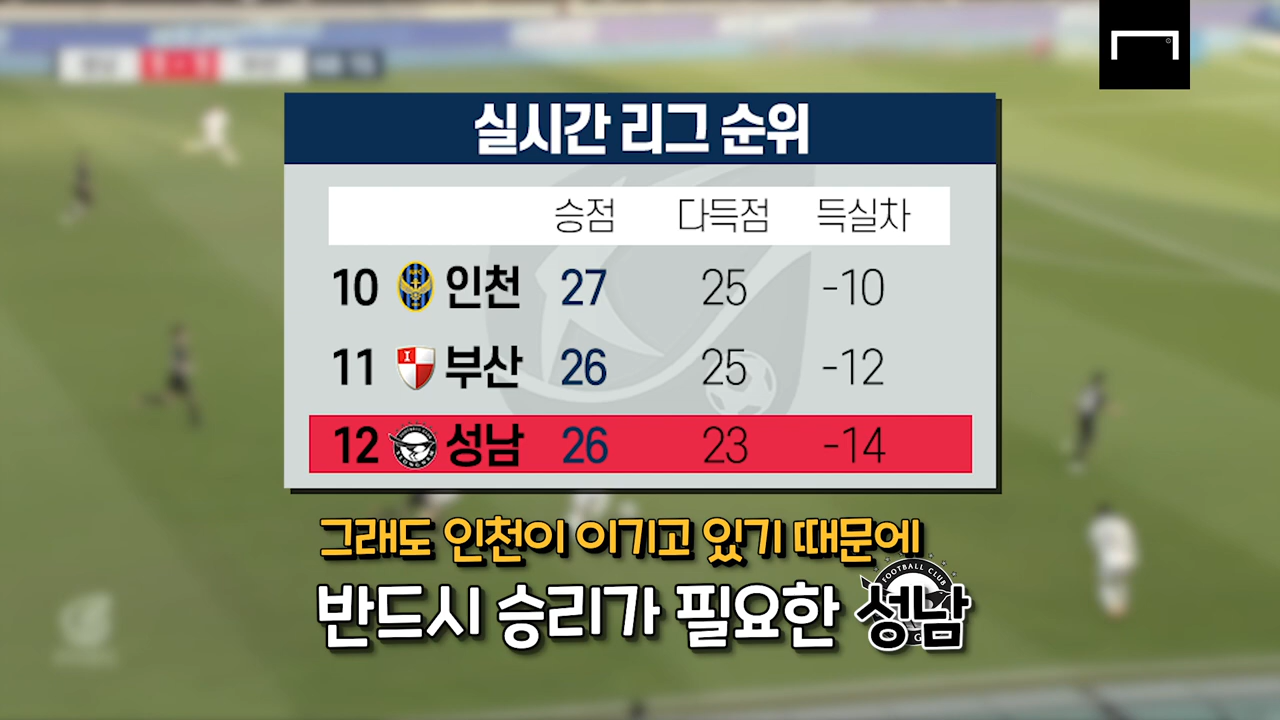 실시간 리그 순위
승점 다득점 득실차
10 인천 27 25 -10
11 부산 26 25 -12
12 성남 26 23 -14
그래도 인천이 이기고 있기 때문에
반드시 승리가 필요한 성남
FOOTBALL CLUB